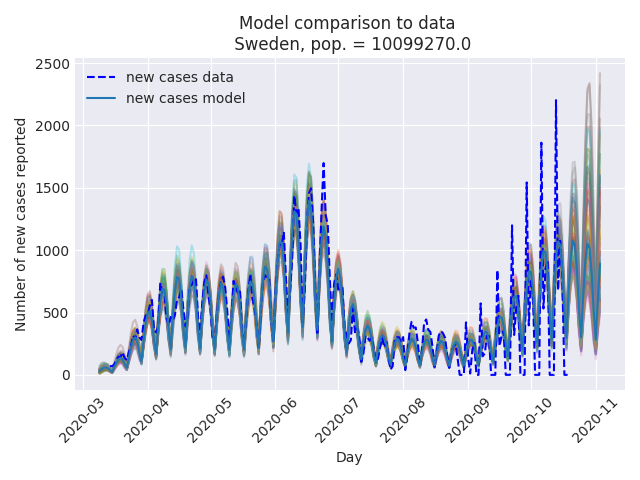 Model comparison to data
Sweden, pop. = 10099270.0
new cases data
new cases model
Number of new cases reported
2500
2000
1500
1000
500
0
2020-03
2020-04
2020-05
2020-06
2020-07
2020-08
2020-09
2020-10
2020-11
Day